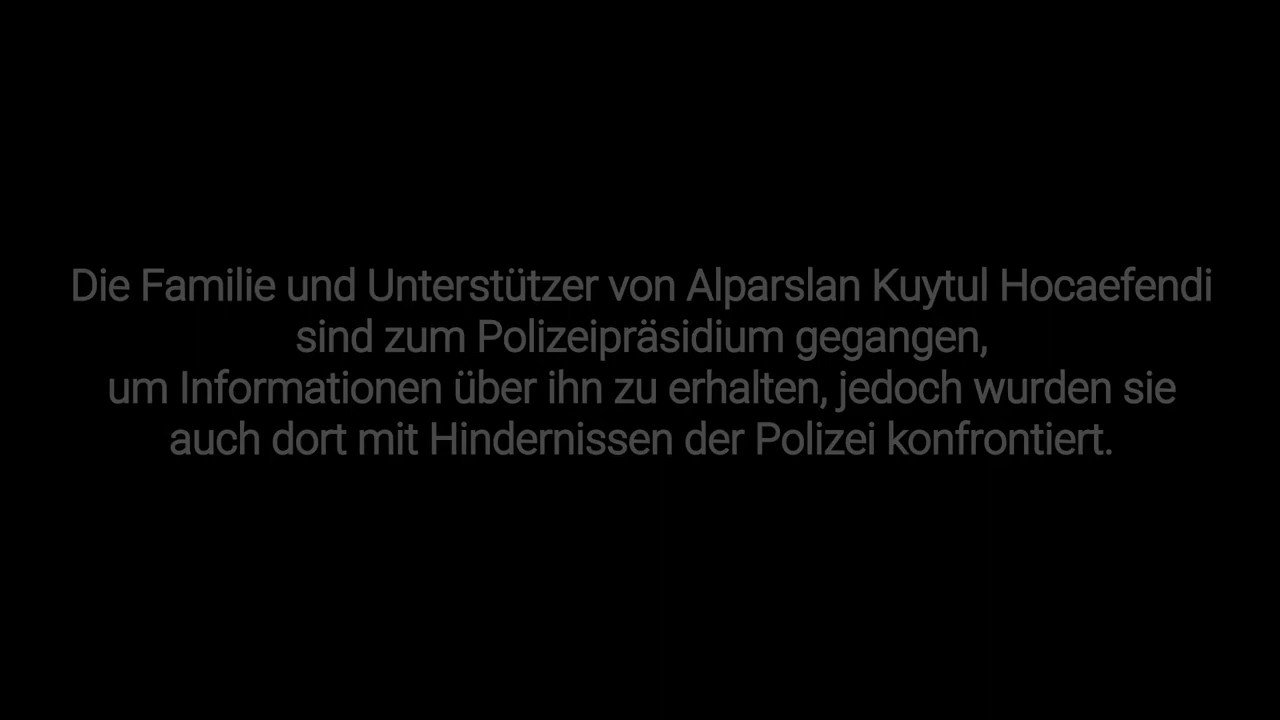 Die Familie und Unterstützer von Alparslan Kuytul Hocaefendi
sind zum Polizeipräsidium gegangen,
um Informationen über ihn zu erhalten, jedoch wurden sie
auch dort mit Hindernissen der Polizei konfrontiert.